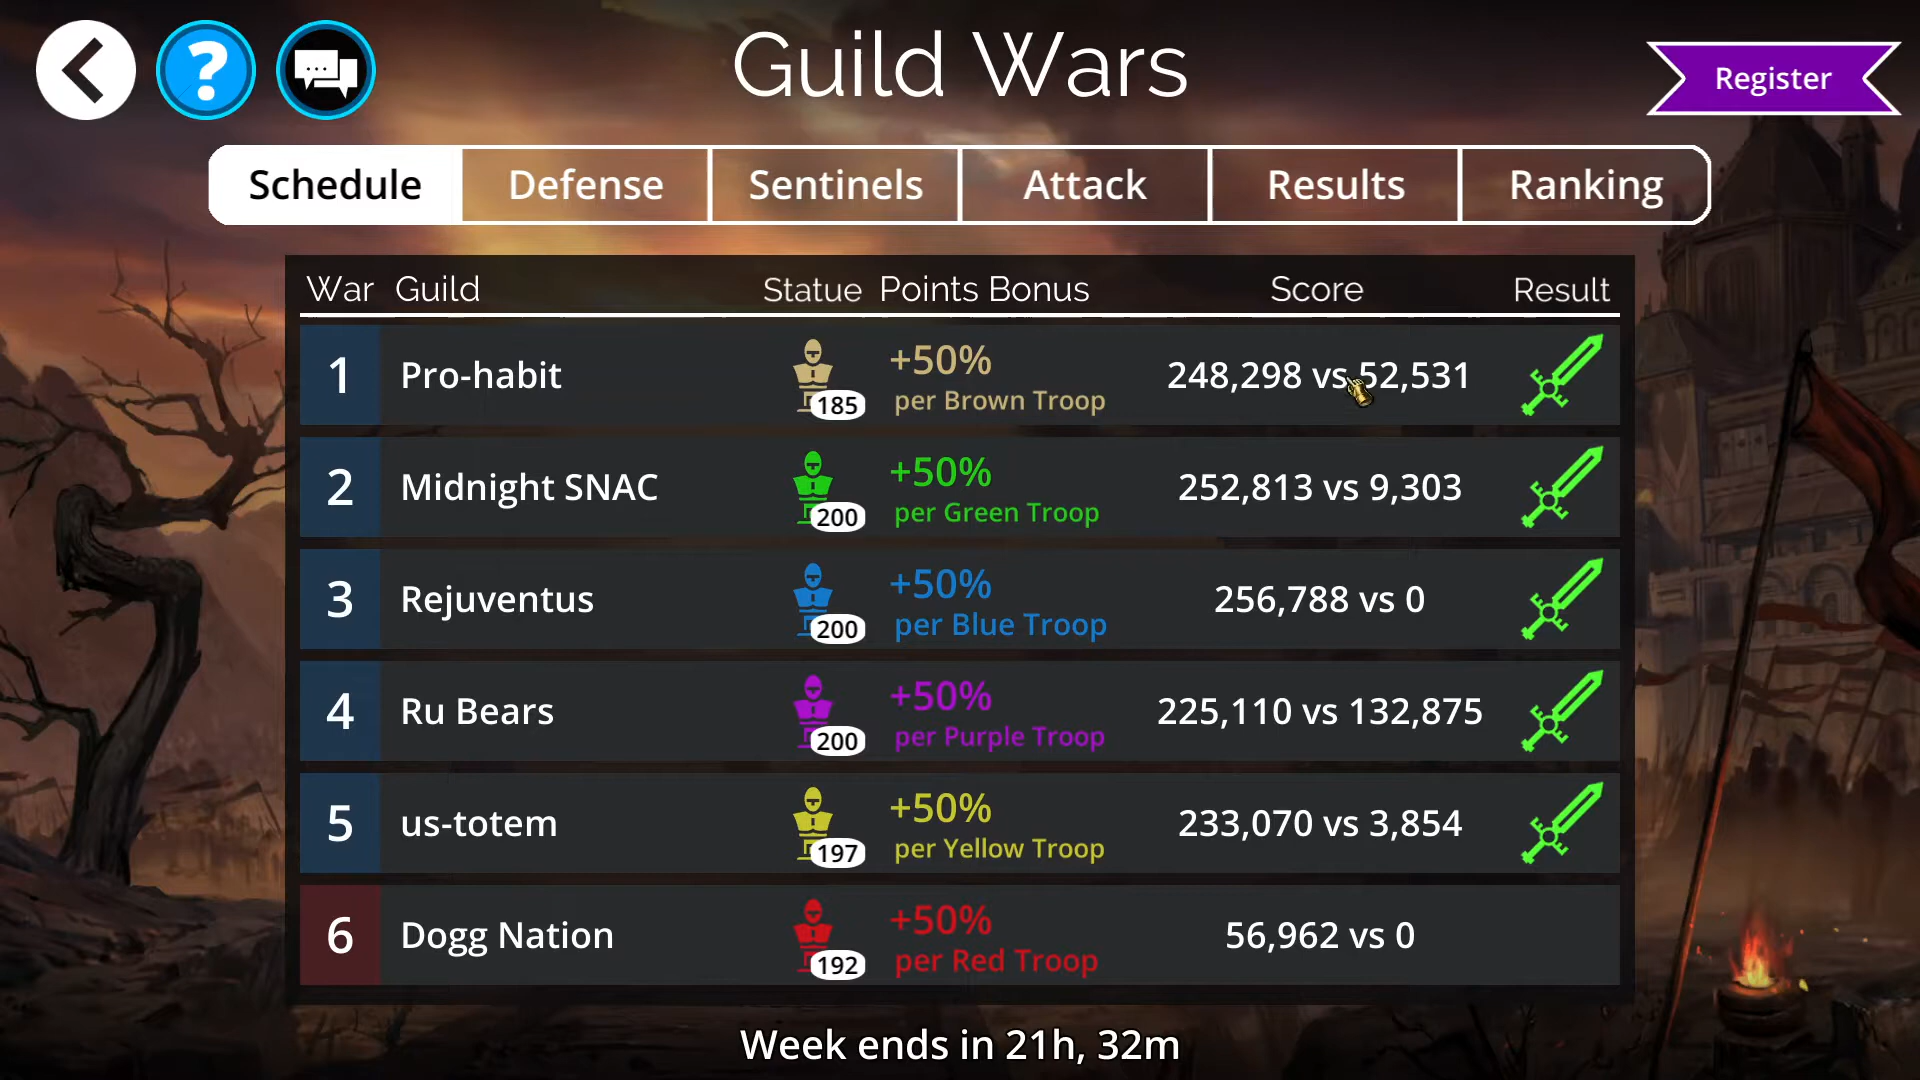 ?
Guild Wars
Register
Schedule Defense Sentinels Attack Results Ranking
War Guild Statue Points Bonus Score Result
1 Pro-habit 185 +50% per Brown Troop 248,298 vs 52,531
2 Midnight SNAC 200 +50% per Green Troop 252,813 vs 9,303
3 Rejuventus 200 +50% per Blue Troop 256,788 vs 0
4 Ru Bears 200 +50% per Purple Troop 225,110 vs 132,875
5 us-totem 197 +50% per Yellow Troop 233,070 vs 3,854
6 Dogg Nation 192 +50% per Red Troop 56,962 vs 0
Week ends in 21h, 32m